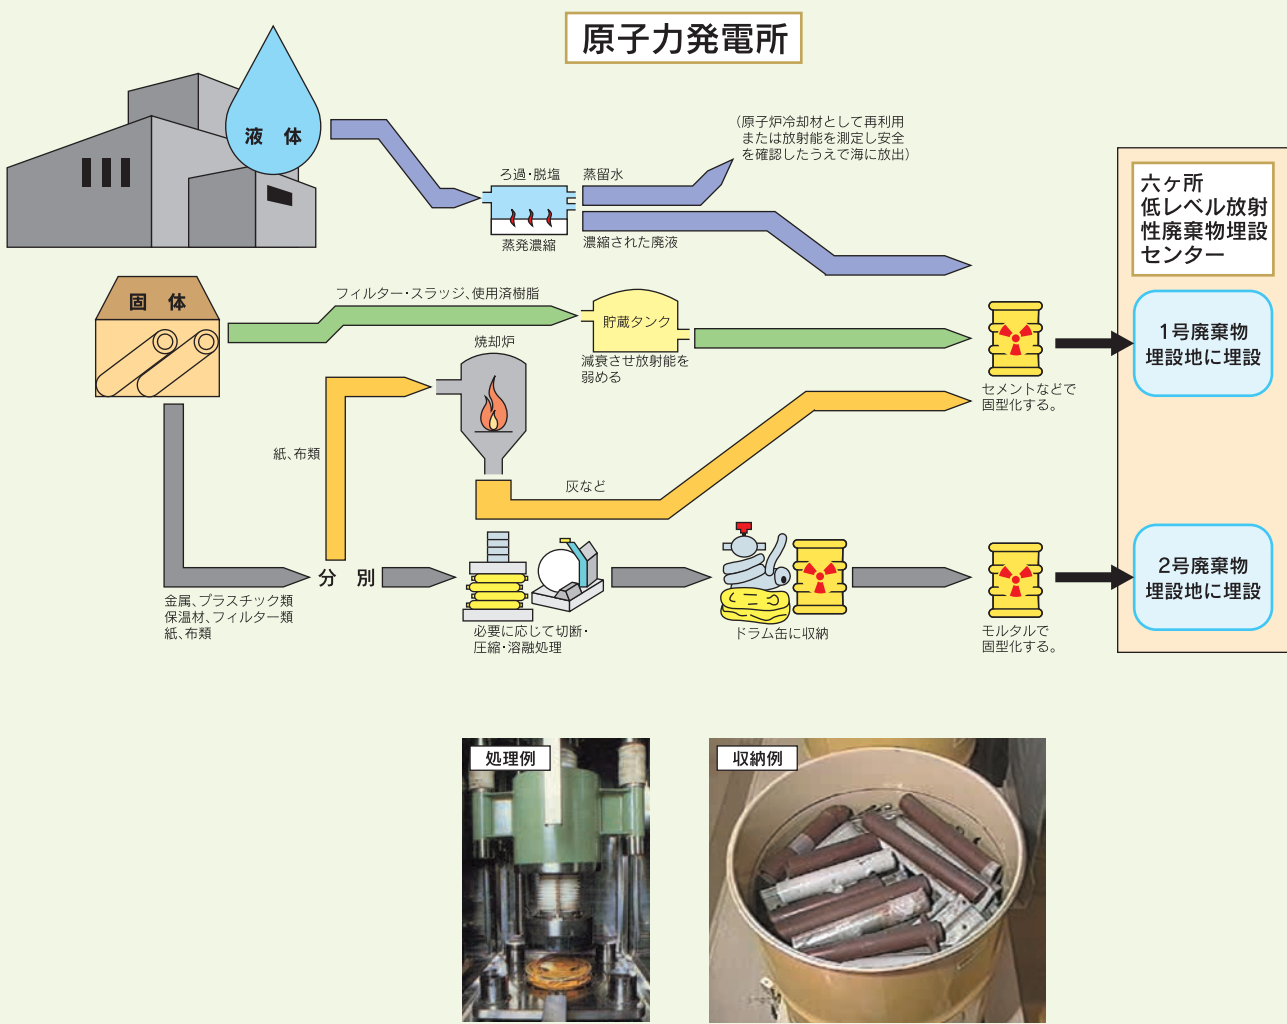 原子力発電所
液体
(原子炉冷却材として再利用
または放射能を測定し安全
を確認したうえで海に放出)
ろ過・脱塩
蒸留水
蒸発濃縮
濃縮された廃液
六ヶ所
低レベル放射
性廃棄物埋設
センター
固体
フィルター・スラッジ、使用済樹脂
貯蔵タンク
減衰させ放射能を
弱める
焼却炉
セメントなどで
固型化する。
1号廃棄物
埋設地に埋設
紙、布類
灰など
分別
金属、プラスチック類
保温材、フィルター類
紙、布類
必要に応じて切断・
圧縮・溶融処理
ドラム缶に収納
モルタルで
固型化する。
2号廃棄物
埋設地に埋設
処理例
収納例